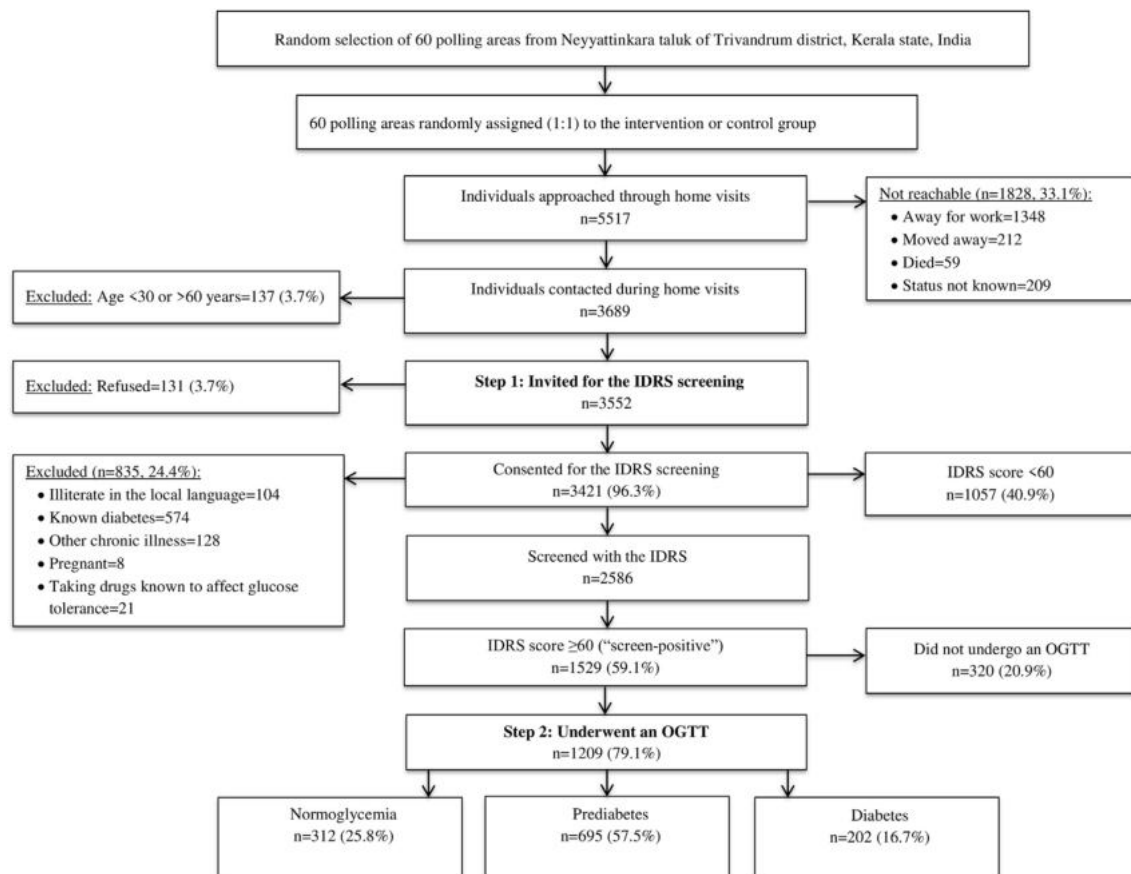 Random selection of 60 polling areas from Neyyattinkara taluk of Trivandrum district, Kerala state, India
60 polling areas randomly assigned (1:1) to the intervention or control group
Individuals approached through home visits
n=5517
Not reachable (n=1828, 33.1%):
• Away for work=1348
• Moved away=212
• Died=59
• Status not known=209
Excluded: Age <30 or >60 years=137 (3.7%)
Individuals contacted during home visits
n=3689
Excluded: Refused=131 (3.7%)
Step 1: Invited for the IDRS screening
n=3552
Excluded (n=835, 24.4%):
• Illiterate in the local language=104
• Known diabetes=574
• Other chronic illness=128
• Pregnant=8
• Taking drugs known to affect glucose
tolerance=21
Consented for the IDRS screening
n=3421 (96.3%)
IDRS score <60
n=1057 (40.9%)
Screened with the IDRS
n=2586
IDRS score ≥60 (“screen-positive”)
n=1529 (59.1%)
Did not undergo an OGTT
n=320 (20.9%)
Step 2: Underwent an OGTT
n=1209 (79.1%)
Normoglycemia
n=312 (25.8%)
Prediabetes
n=695 (57.5%)
Diabetes
n=202 (16.7%)